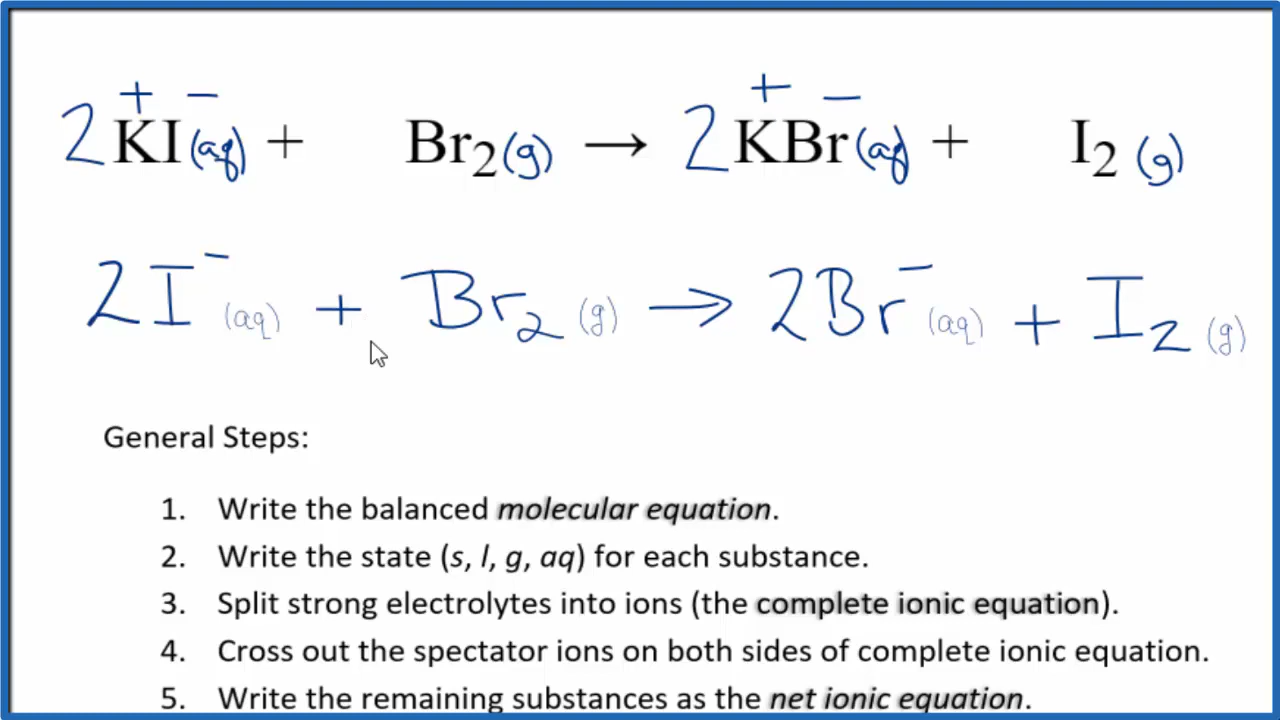 2 K⁺I⁻(aq) + Br₂(g) → 2 K⁺Br⁻(aq) + I₂(g)
2I⁻(aq) + Br₂(g) → 2Br⁻(aq) + I₂(g)
General Steps:
1. Write the balanced molecular equation.
2. Write the state (s, l, g, aq) for each substance.
3. Split strong electrolytes into ions (the complete ionic equation).
4. Cross out the spectator ions on both sides of complete ionic equation.
5. Write the remaining substances as the net ionic equation.